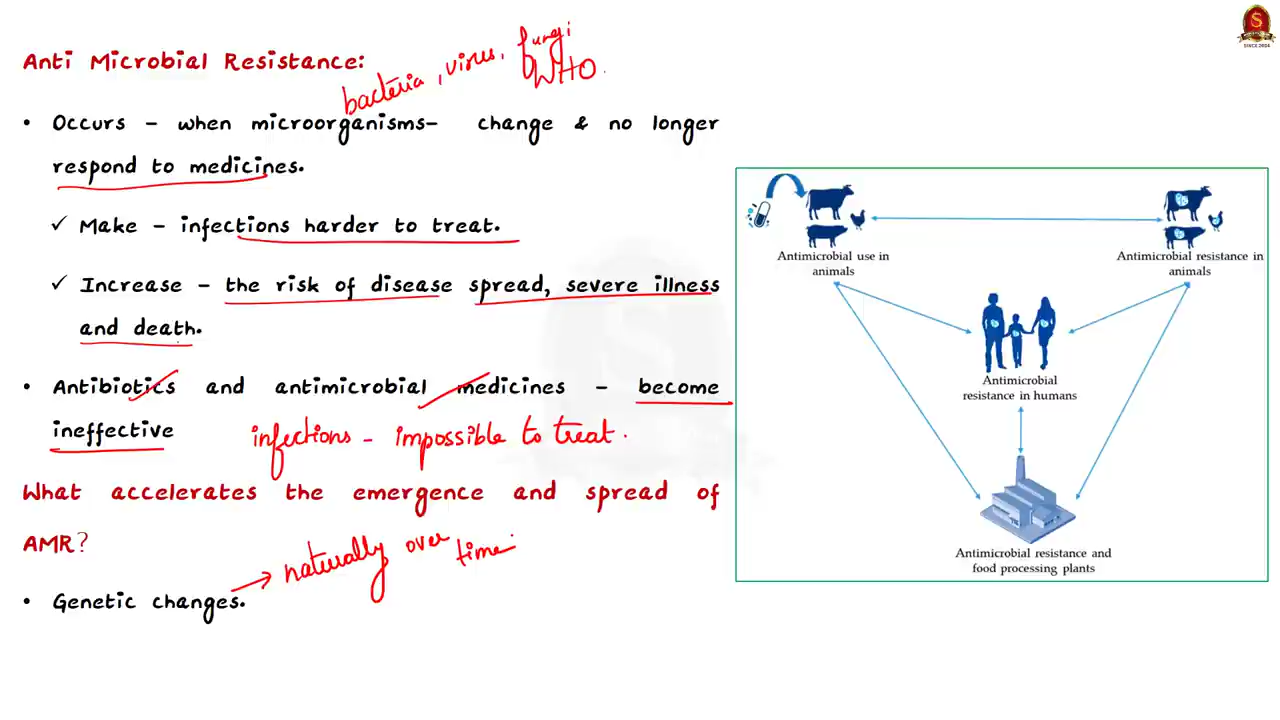 Anti Microbial Resistance:
bacteria, virus, fungi
WHO.
• Occurs – when microorganisms– change & no longer
respond to medicines.
✓ Make – infections harder to treat.
✓ Increase – the risk of disease spread, severe illness
and death.
• Antibiotics and antimicrobial medicines – become
ineffective
infections – impossible to treat.
What accelerates the emergence and spread of
AMR?
naturally over time
• Genetic changes.
Antimicrobial use in
animals
Antimicrobial resistance in
animals
Antimicrobial
resistance in humans
Antimicrobial resistance and
food processing plants
S
SINCE 2004